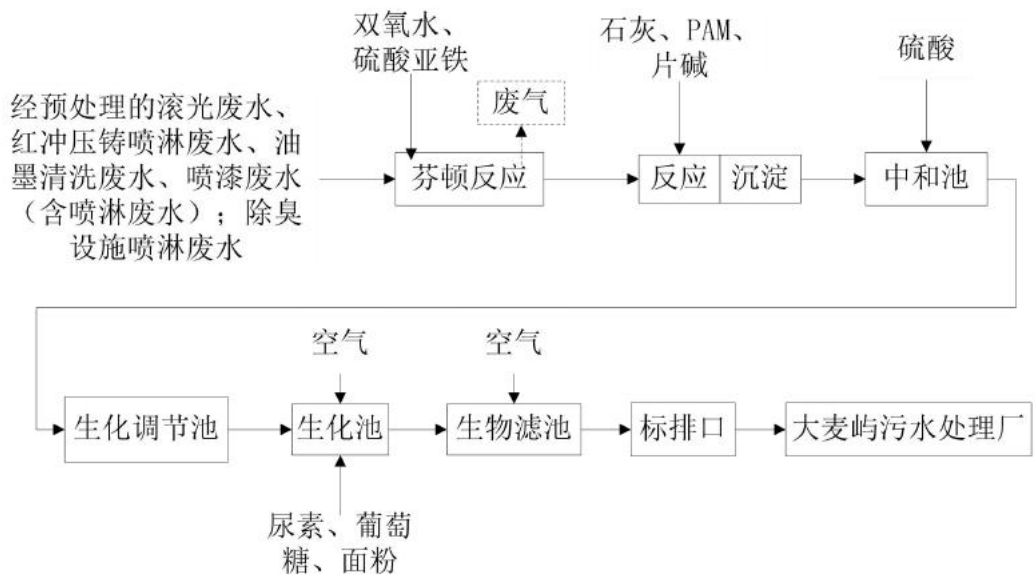 双氧水、
硫酸亚铁
石灰、PAM、
片碱
硫酸
废气
经预处理的滚光废水、
红冲压铸喷淋废水、油
墨清洗废水、喷漆废水
（含喷淋废水）；除臭
设施喷淋废水
芬顿反应
反应
沉淀
中和池
空气
空气
生化调节池
生化池
生物滤池
标排口
大麦屿污水处理厂
尿素、葡萄
糖、面粉